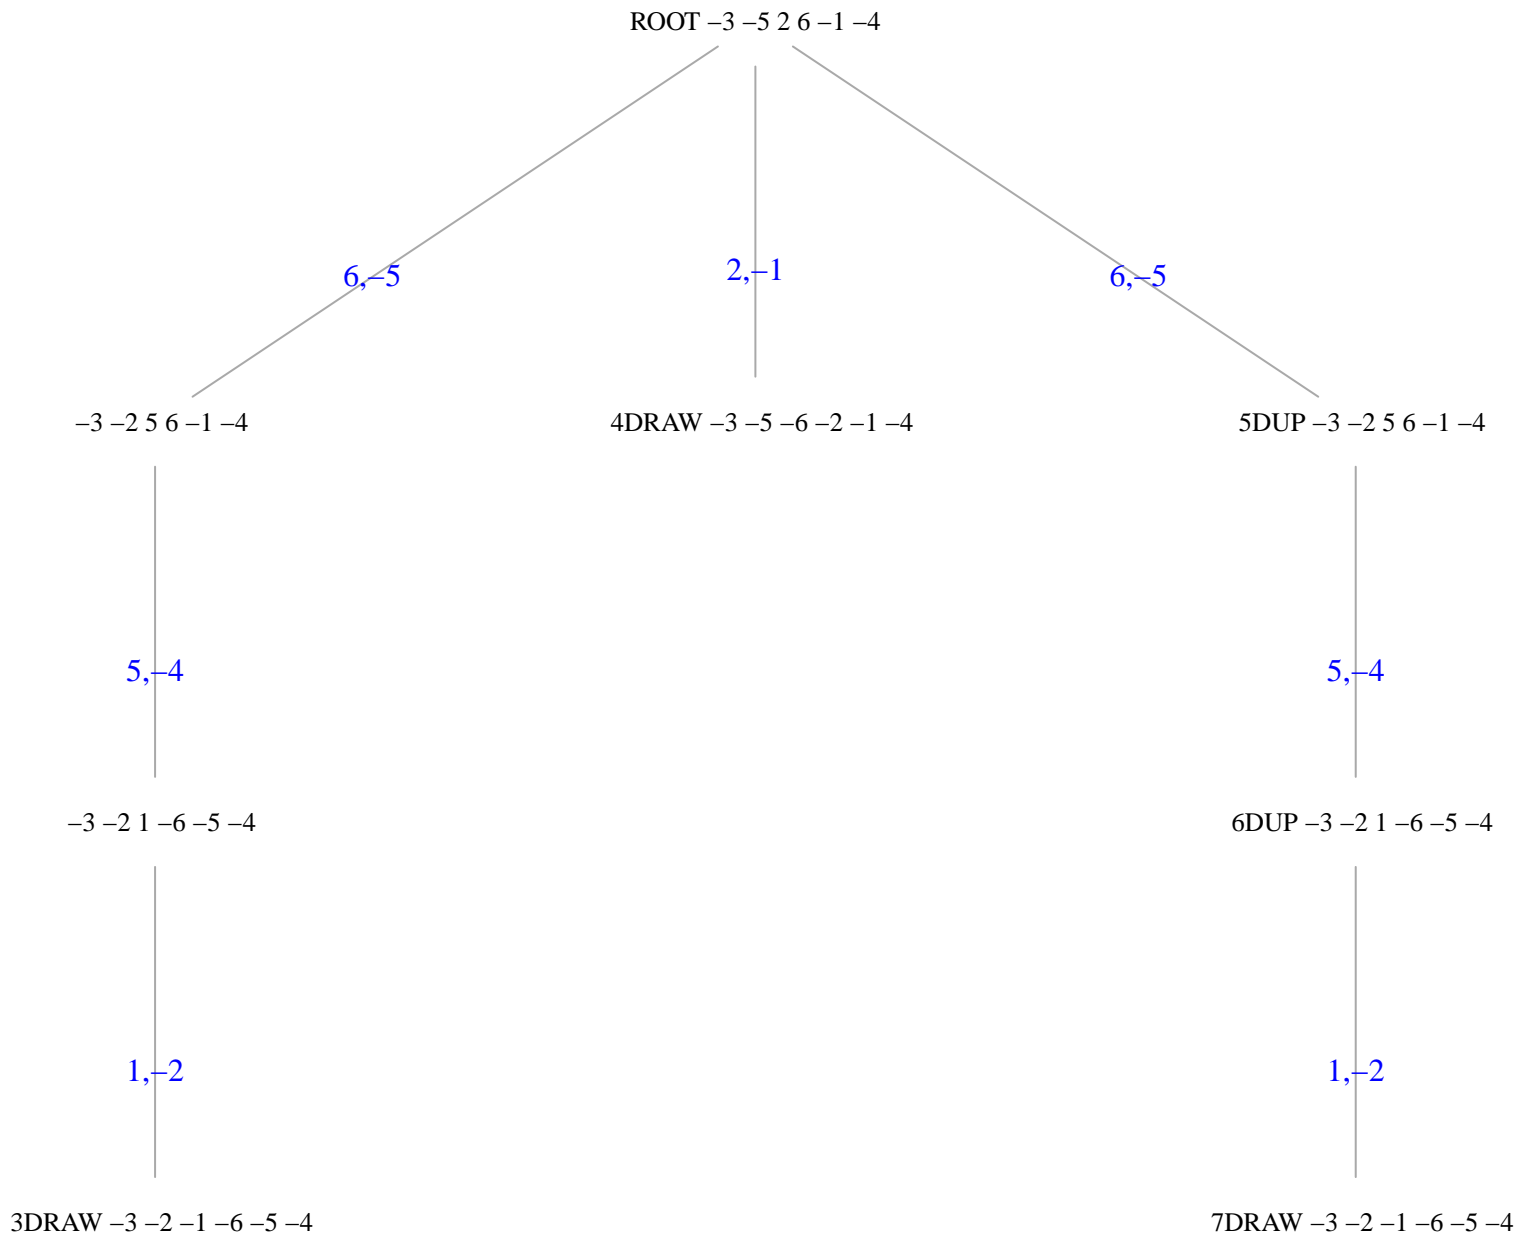 ROOT –3 –5 2 6 –1 –4
6,–5
2,–1
6,–5
–3 –2 5 6 –1 –4
4DRAW –3 –5 –6 –2 –1 –4
5DUP –3 –2 5 6 –1 –4
5,–4
5,–4
–3 –2 1 –6 –5 –4
6DUP –3 –2 1 –6 –5 –4
1,–2
1,–2
3DRAW –3 –2 –1 –6 –5 –4
7DRAW –3 –2 –1 –6 –5 –4